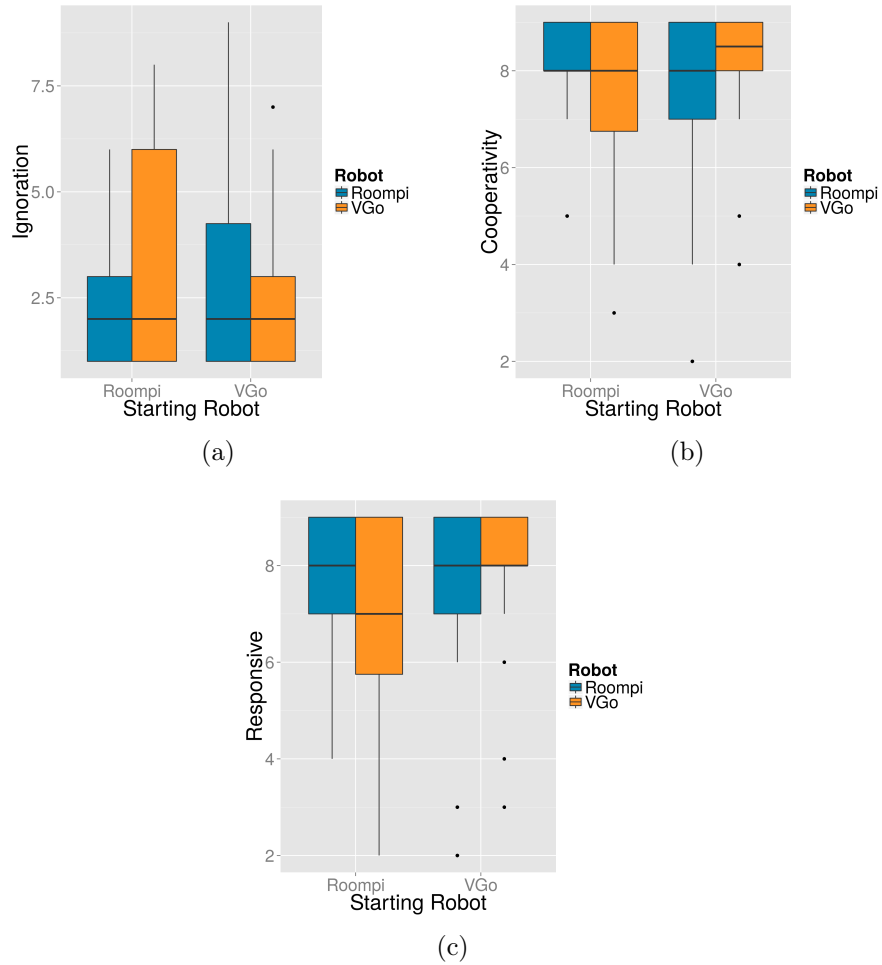 7.5
5.0
2.5
Ignoration
Roompi VGo
Starting Robot
Robot
Roompi
VGo
(a)
8
6
4
2
Cooperativity
Roompi VGo
Starting Robot
Robot
Roompi
VGo
(b)
8
6
4
2
Responsive
Roompi VGo
Starting Robot
Robot
Roompi
VGo
(c)